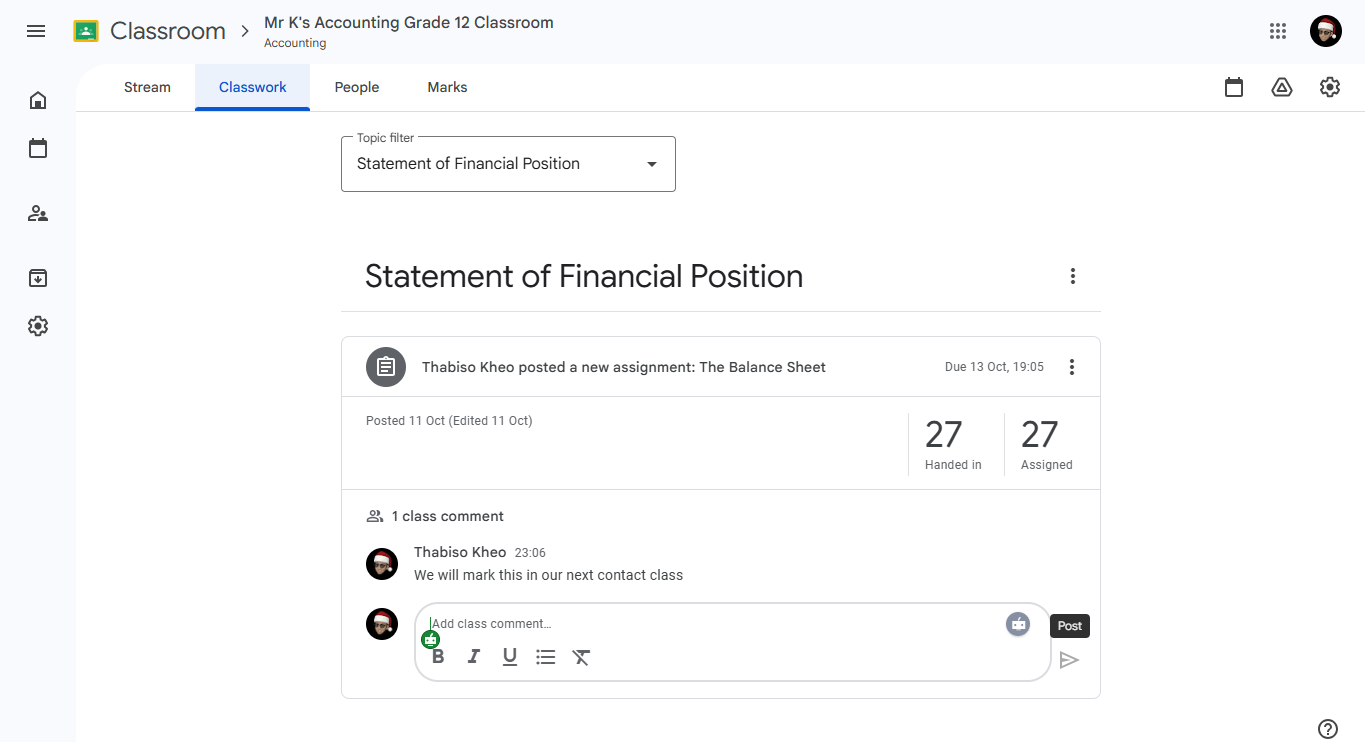 Classroom
Mr K's Accounting Grade 12 Classroom
Accounting
Stream
Classwork
People
Marks
Topic filter
Statement of Financial Position
Statement of Financial Position
Thabiso Kheo posted a new assignment: The Balance Sheet
Due 13 Oct, 19:05
Posted 11 Oct (Edited 11 Oct)
27
Handed in
27
Assigned
1 class comment
Thabiso Kheo 23:06
We will mark this in our next contact class
Add class comment…
Post
B I U